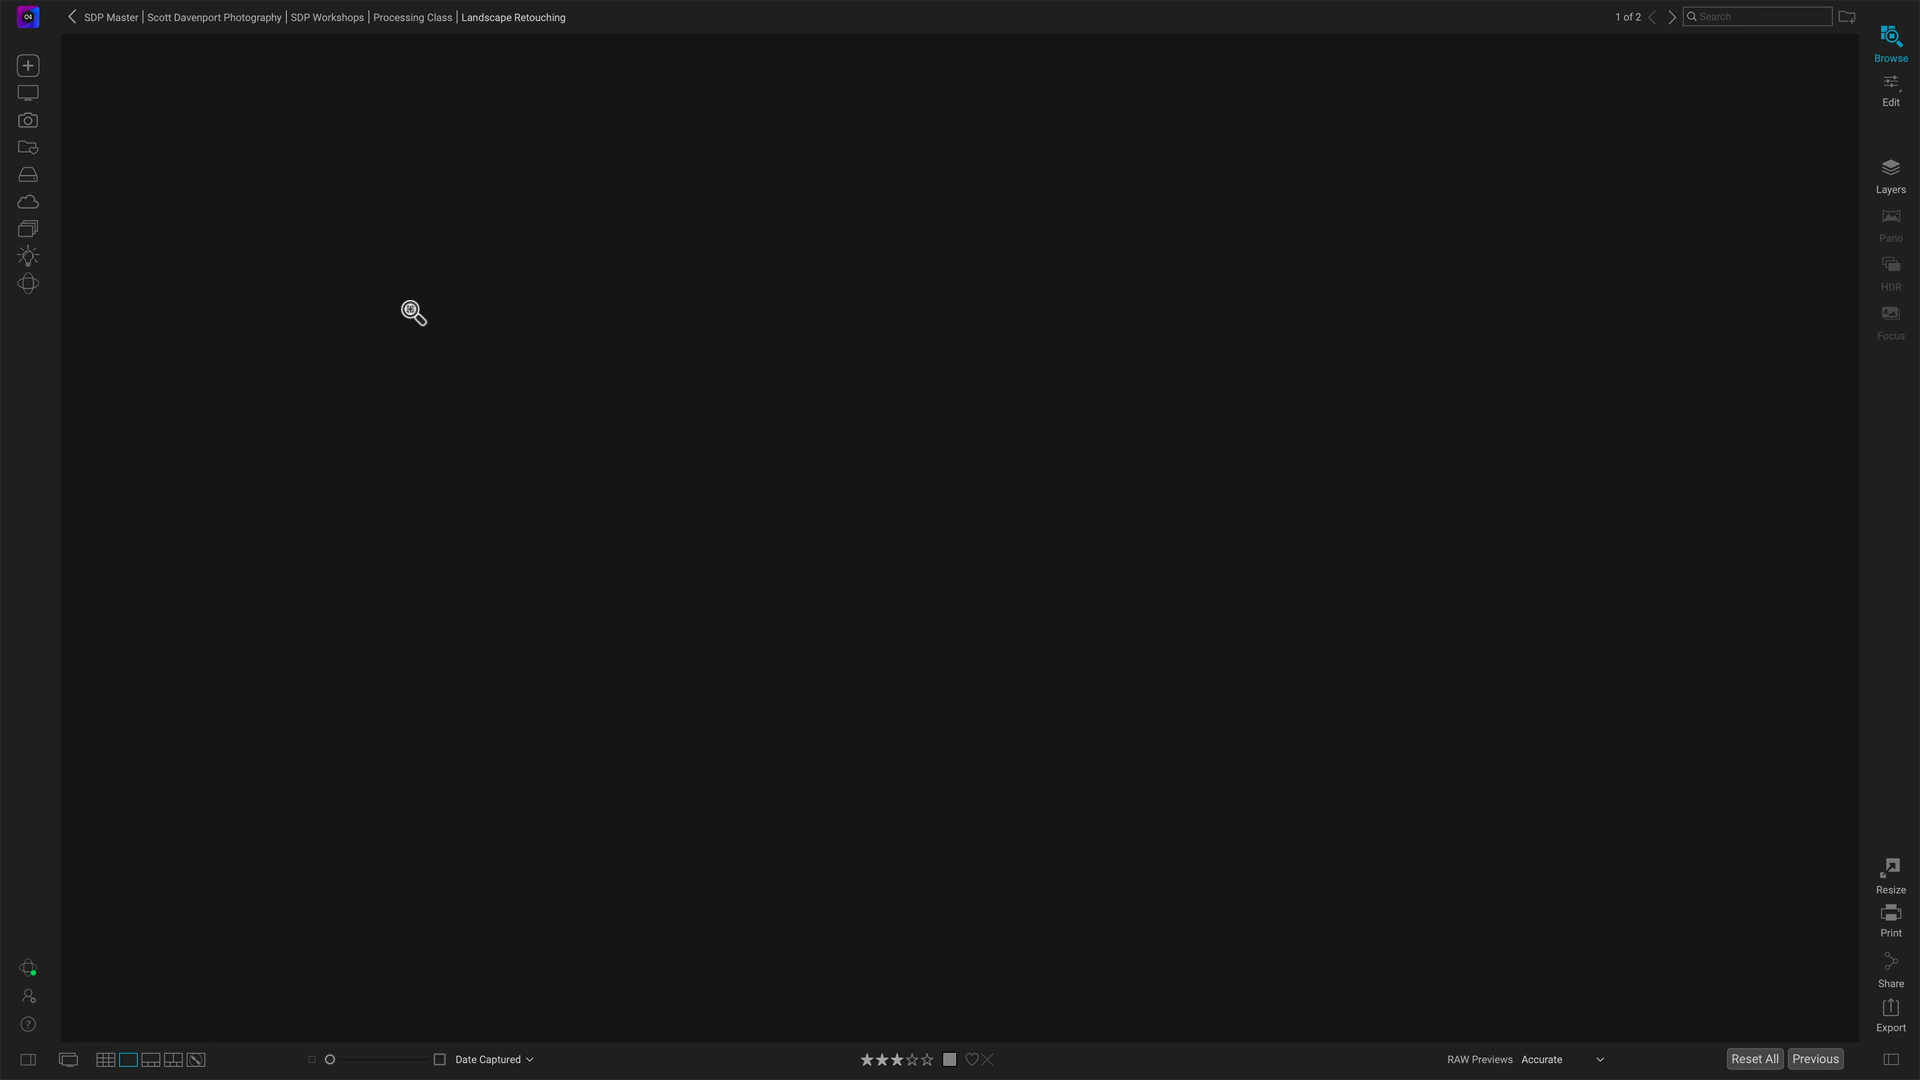 SDP Master | Scott Davenport Photography | SDP Workshops | Processing Class | Landscape Retouching
1 of 2
Search
Browse
Edit
Layers
Pano
HDR
Focus
Resize
Print
Share
Export
Date Captured
RAW Previews Accurate
Reset All
Previous